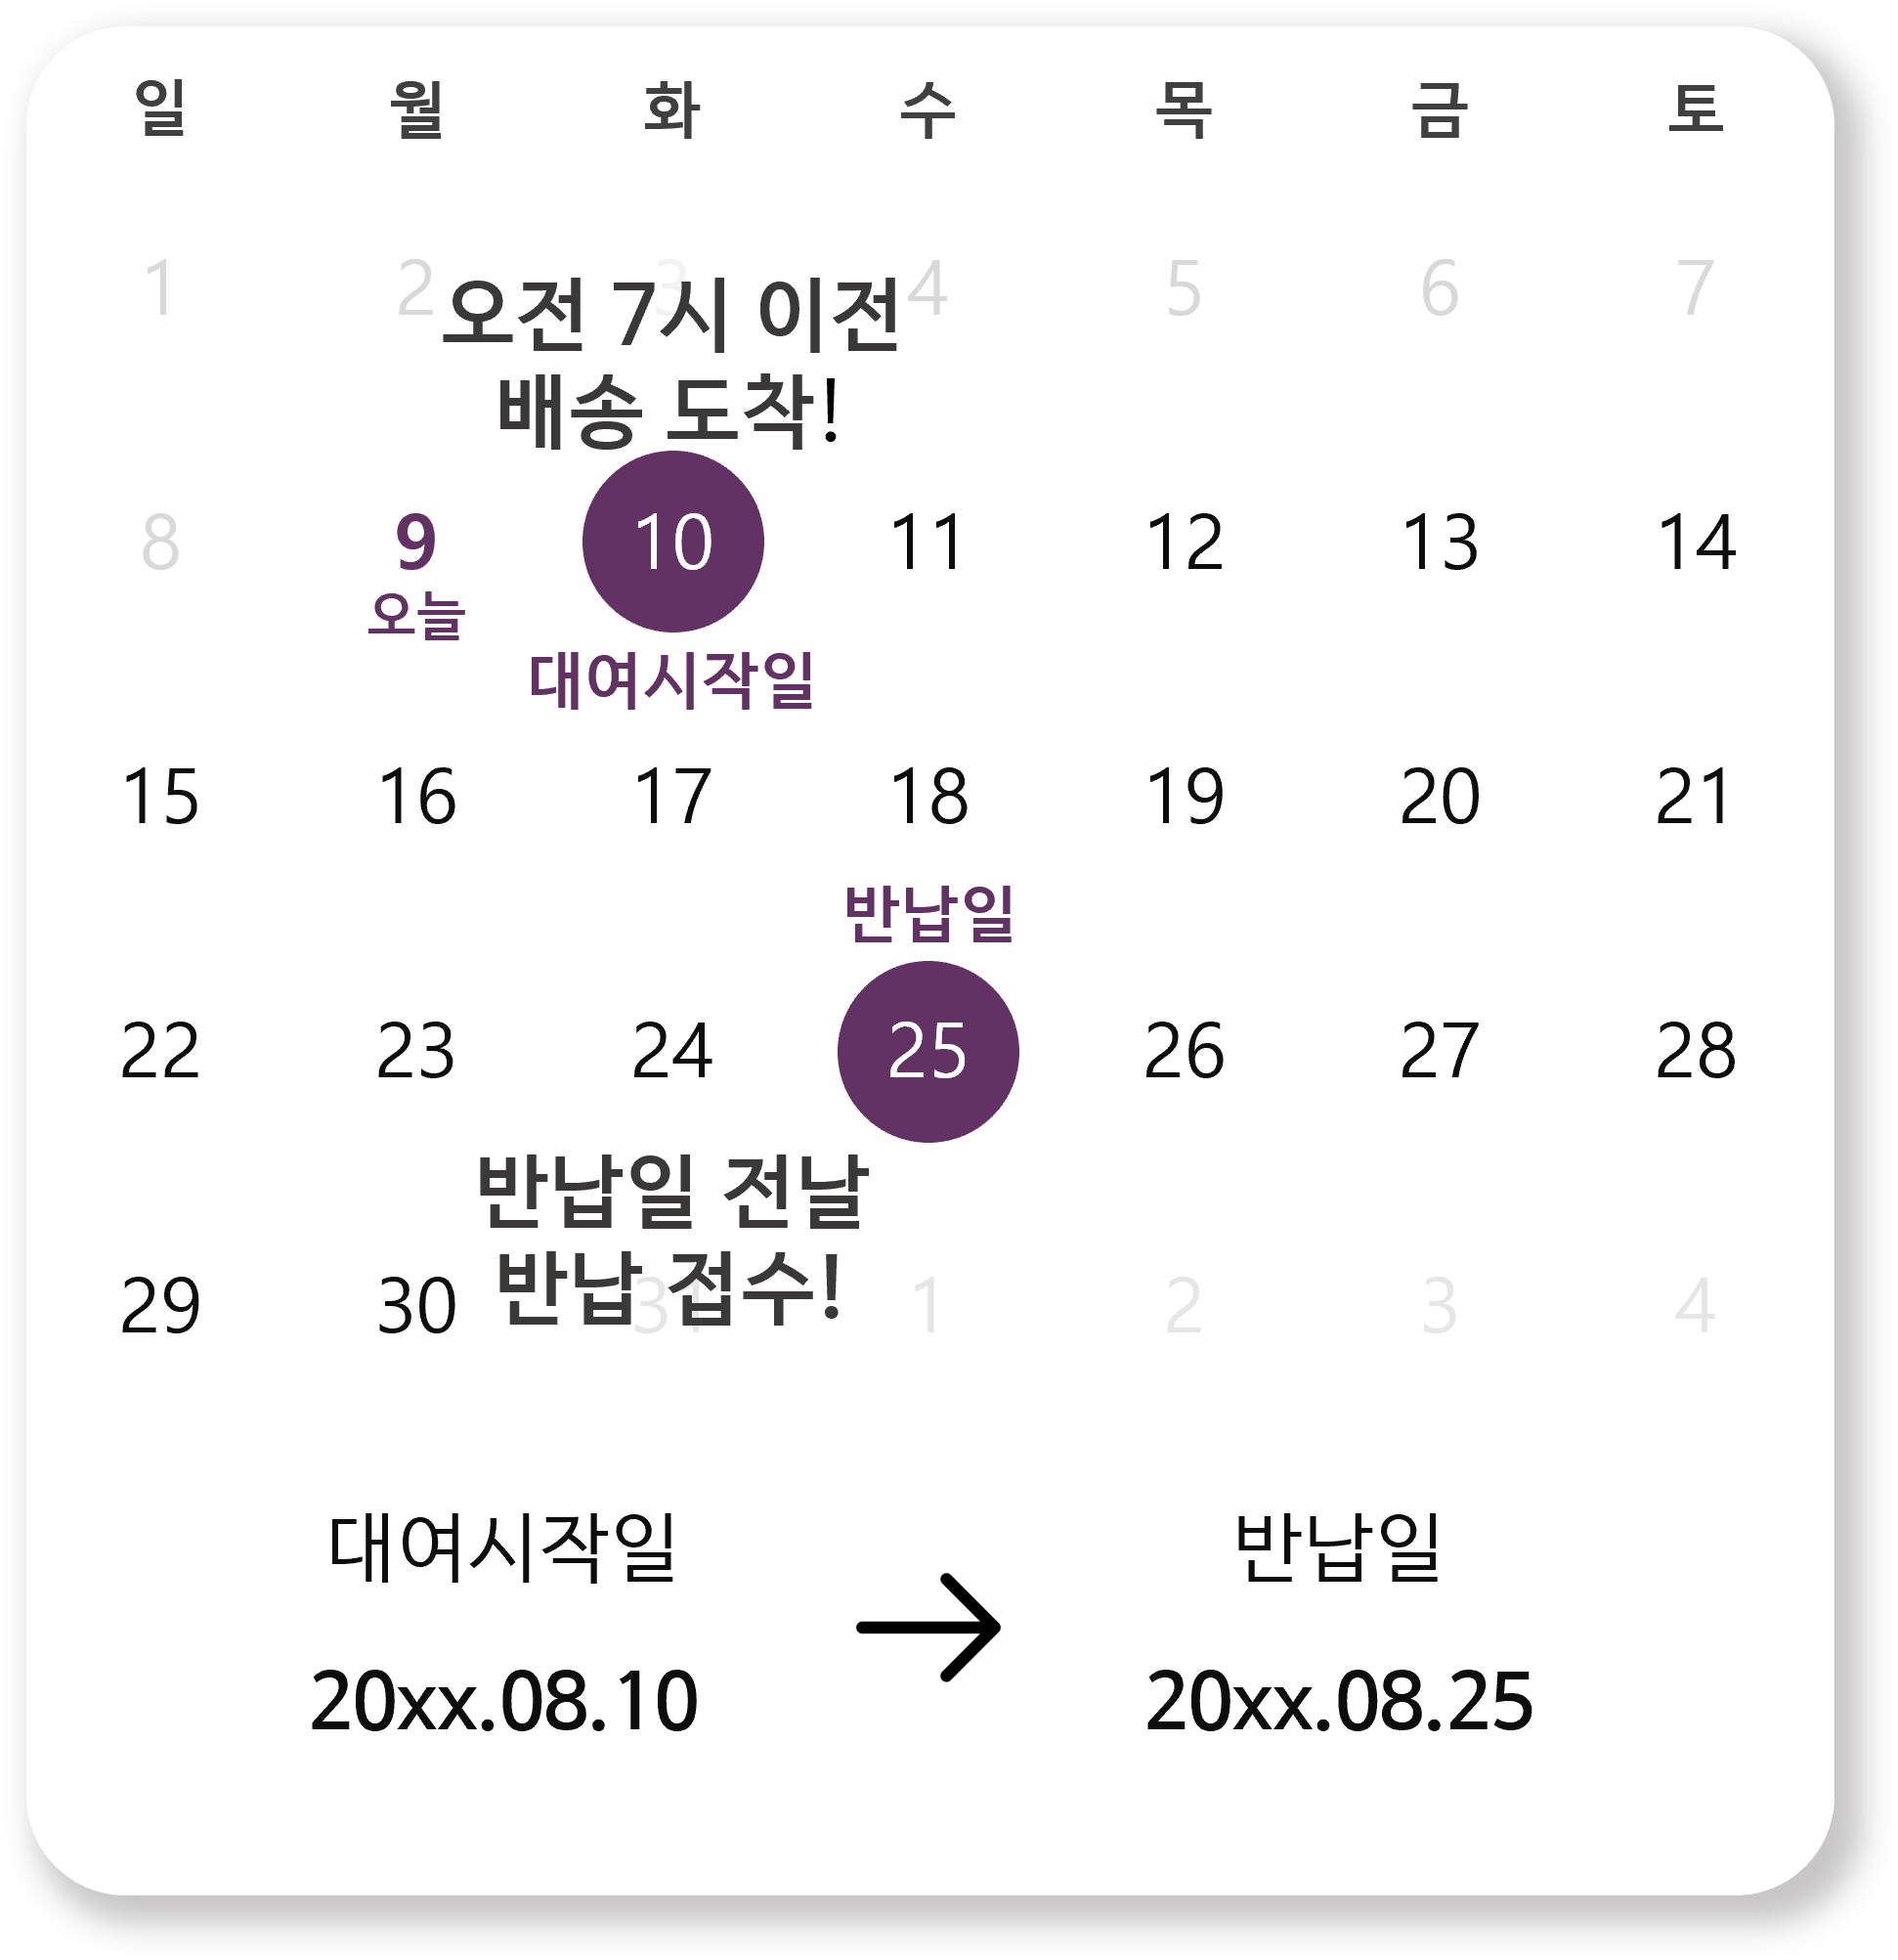 일 월 화 수 목 금 토
1 2 3 4 5 6 7
오전 7시 이전
배송 도착!
8 9 10 11 12 13 14
오늘
대여시작일
15 16 17 18 19 20 21
반납일
22 23 24 25 26 27 28
반납일 전날
반납 접수!
29 30 31 1 2 3 4
대여시작일 → 반납일
20xx.08.10 20xx.08.25